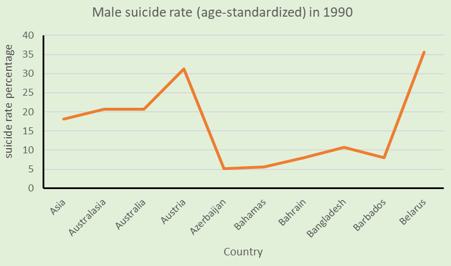 Male suicide rate (age-standardized) in 1990
suicide rate percentage
40
35
30
25
20
15
10
5
0
Asia
Australasia
Australia
Austria
Azerbaijan
Bahamas
Bahrain
Bangladesh
Barbados
Belarus
Country